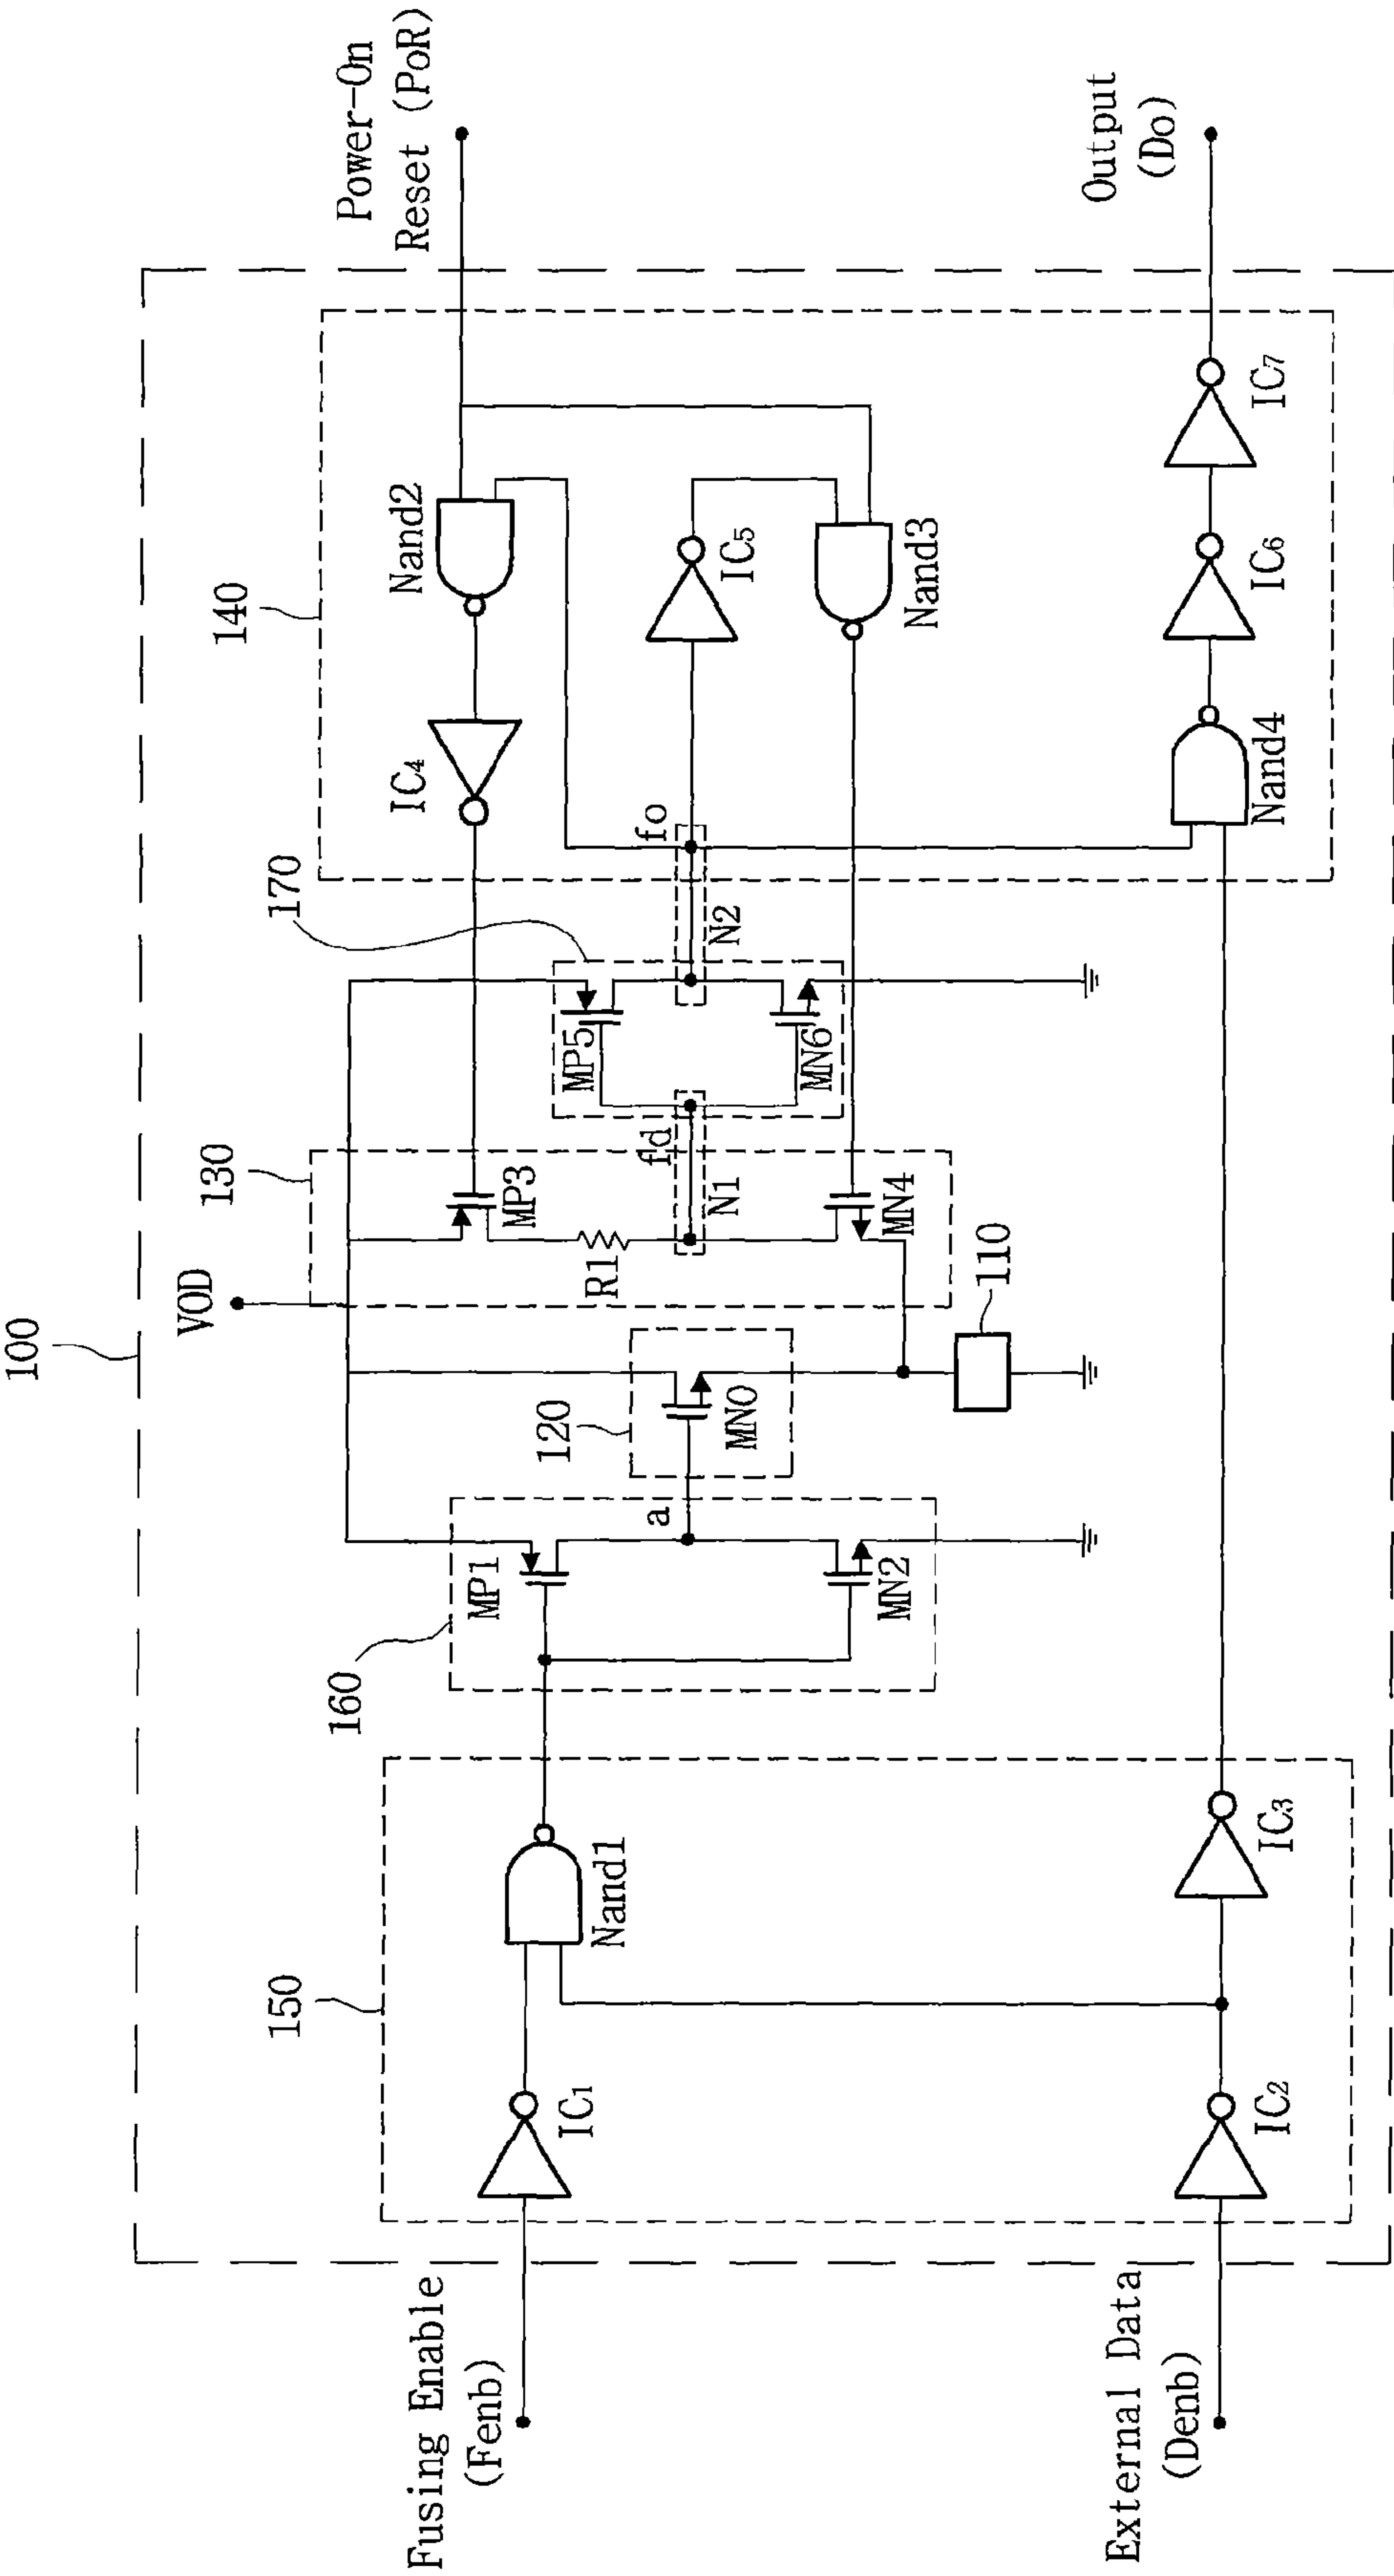 100
VOD
Power-On
Reset (PoR)
140
Nand2
IC4
170
130
MP3
R1
fd
N1
MP5
MN6
N2
fo
IC5
Nand3
MN4
110
120
MN0
160
MP1
a
MN2
150
Nand1
IC1
Fusing Enable
(Fenb)
External Data
(Denb)
IC2
IC3
Nand4
IC6
IC7
Output
(Do)